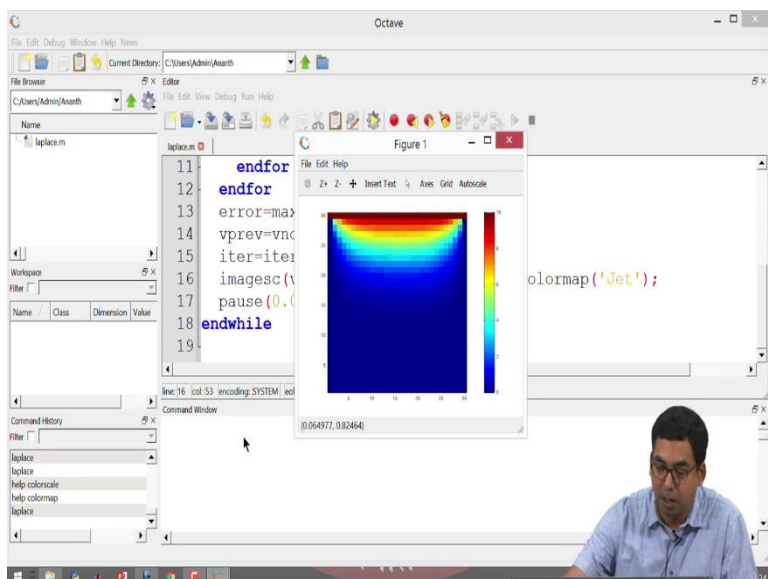 Octave
File Edit Debug Window Help News
Current Directory: C:\Users\Admin\Ananth
File Browser
C:/Users/Admin/Ananth
Name
laplace.m
Workspace
Filter
Name Class Dimension Value
Command History
Filter
laplace
laplace
help colorscale
help colormap
laplace
Editor
File Edit View Debug Run Help
laplace.m
11 endfor
12 endfor
13 error=max
14
15
16 imagesc(v olormap('Jet');
17 pause(0.0
18 endwhile
19
line: 16 col: 53 encoding: SYSTEM eol
Command Window
Figure 1
File Edit Help
Z+ Z- Insert Text Axes Grid Autoscale
(0.064977, 0.82464)